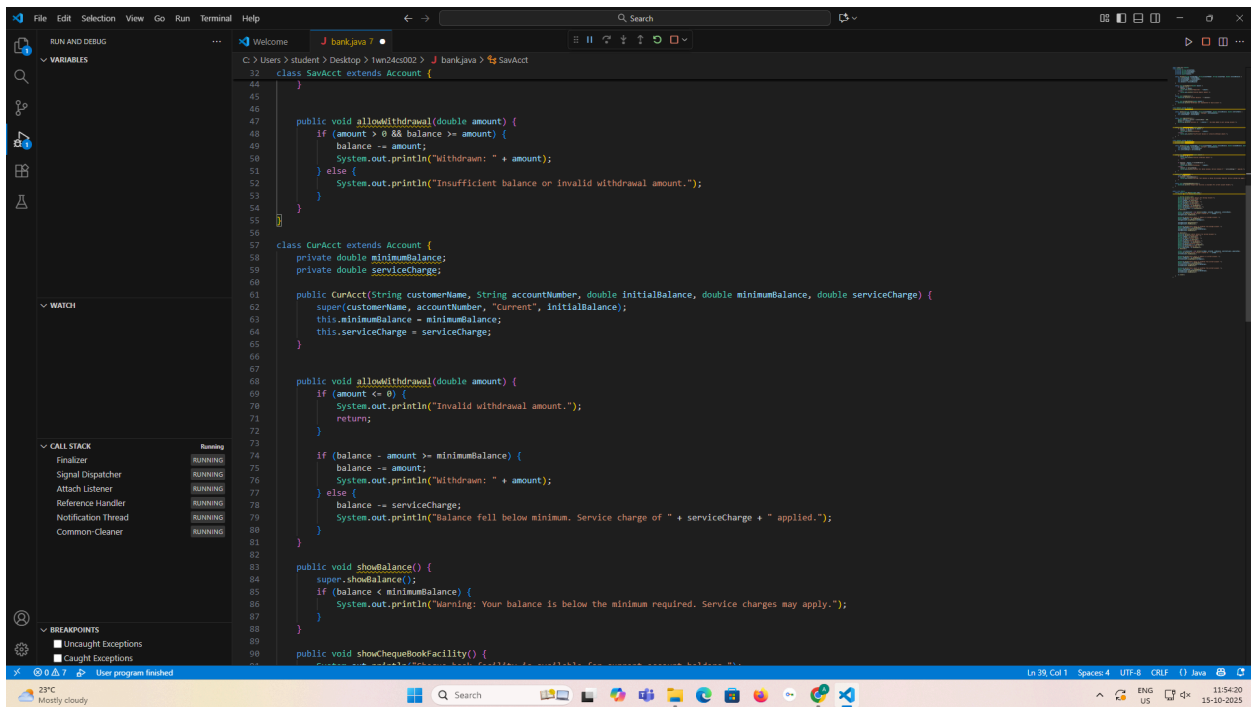 File Edit Selection View Go Run Terminal Help
Search
RUN AND DEBUG
Welcome
bank.java 7
C: > Users > student > Desktop > 1wn24cs002 > bank.java > SavAcct
VARIABLES
WATCH
CALL STACK Running
Finalizer RUNNING
Signal Dispatcher RUNNING
Attach Listener RUNNING
Reference Handler RUNNING
Notification Thread RUNNING
Common-Cleaner RUNNING
BREAKPOINTS
Uncaught Exceptions
Caught Exceptions
32 class SavAcct extends Account {
44 }
45
46
47 public void allowWithdrawal(double amount) {
48 if (amount > 0 && balance >= amount) {
49 balance -= amount;
50 System.out.println("Withdrawn: " + amount);
51 } else {
52 System.out.println("Insufficient balance or invalid withdrawal amount.");
53 }
54 }
55 }
56
57 class CurAcct extends Account {
58 private double minimumBalance;
59 private double serviceCharge;
60
61 public CurAcct(String customerName, String accountNumber, double initialBalance, double minimumBalance, double serviceCharge) {
62 super(customerName, accountNumber, "Current", initialBalance);
63 this.minimumBalance = minimumBalance;
64 this.serviceCharge = serviceCharge;
65 }
66
67
68 public void allowWithdrawal(double amount) {
69 if (amount <= 0) {
70 System.out.println("Invalid withdrawal amount.");
71 return;
72 }
73
74 if (balance - amount >= minimumBalance) {
75 balance -= amount;
76 System.out.println("Withdrawn: " + amount);
77 } else {
78 balance -= serviceCharge;
79 System.out.println("Balance fell below minimum. Service charge of " + serviceCharge + " applied.");
80 }
81 }
82
83 public void showBalance() {
84 super.showBalance();
85 if (balance < minimumBalance) {
86 System.out.println("Warning: Your balance is below the minimum required. Service charges may apply.");
87 }
88 }
89
90 public void showChequeBookFacility() {
0 7 User program finished
Ln 39, Col 1 Spaces: 4 UTF-8 CRLF {} Java
23°C
Mostly cloudy
Search
ENG
US
11:54:20
15-10-2025